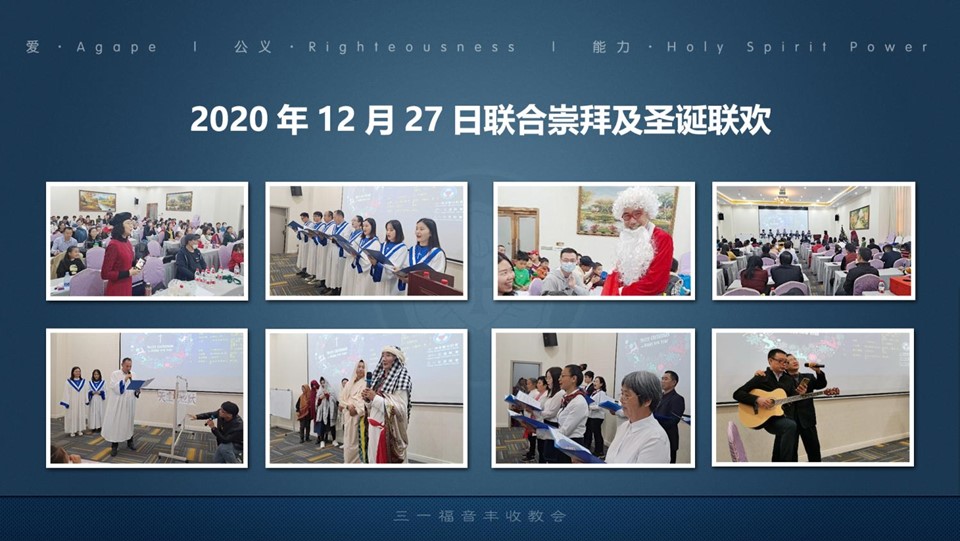 爱 · Agape | 公义 · Righteousness | 能力 · Holy Spirit Power
2020 年 12 月 27 日联合崇拜及圣诞联欢
三一福音丰收教会